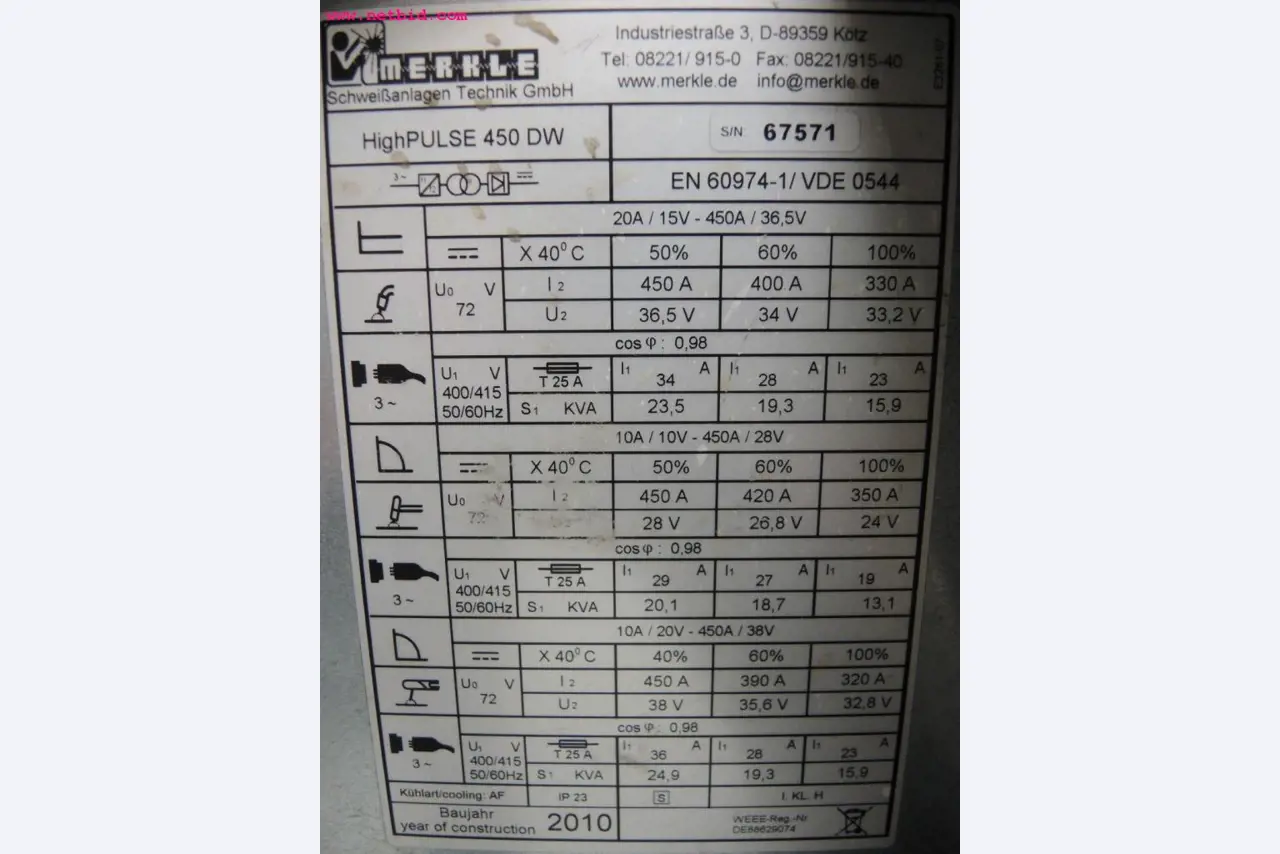 www.netbid.com
MERKLE
Schweißanlagen Technik GmbH
Industriestraße 3, D-89359 Kötz
Tel: 08221/ 915-0 Fax: 08221/915-40
www.merkle.de info@merkle.de
HighPULSE 450 DW
S/N: 67571
3~
EN 60974-1/ VDE 0544
20A / 15V - 450A / 36,5V
X 40⁰ C 50% 60% 100%
U0 V 72
I2 450 A 400 A 330 A
U2 36,5 V 34 V 33,2 V
cos φ : 0,98
3 ~
U1 V 400/415 50/60Hz
T 25 A I1 34 A I1 28 A I1 23 A
S1 KVA 23,5 19,3 15,9
10A / 10V - 450A / 28V
X 40⁰ C 50% 60% 100%
U0 V 72
I2 450 A 420 A 350 A
28 V 26,8 V 24 V
cos φ : 0,98
3 ~
U1 V 400/415 50/60Hz
T 25 A I1 29 A I1 27 A I1 19 A
S1 KVA 20,1 18,7 13,1
10A / 20V - 450A / 38V
X 40⁰ C 40% 60% 100%
U0 V 72
I2 450 A 390 A 320 A
U2 38 V 35,6 V 32,8 V
cos φ : 0,98
3 ~
U1 V 400/415 50/60Hz
T 25 A I1 36 A I1 28 A I1 23 A
S1 KVA 24,9 19,3 15,9
Kühlart/cooling: AF IP 23 S I. KL. H
Baujahr
year of construction 2010
WEEE-Reg.-Nr
DE88629074